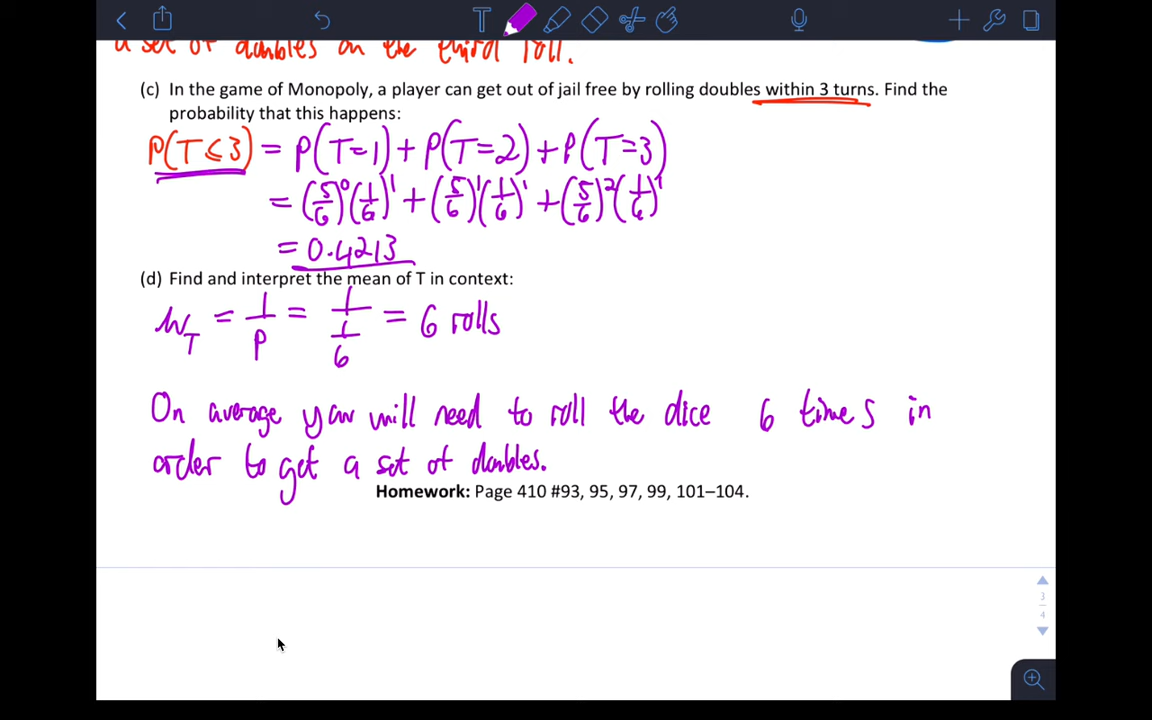 a set of doubles on the third roll.
(c) In the game of Monopoly, a player can get out of jail free by rolling doubles within 3 turns. Find the
probability that this happens:
P(T≤3) = P(T=1) + P(T=2) + P(T=3)
= (5/6)^0 (1/6)^1 + (5/6)^1 (1/6)^1 + (5/6)^2 (1/6)^1
= 0.4213
(d) Find and interpret the mean of T in context:
μ_T = 1/P = 1/(1/6) = 6 rolls
On average you will need to roll the dice 6 times in
order to get a set of doubles.
Homework: Page 410 #93, 95, 97, 99, 101–104.
3
4